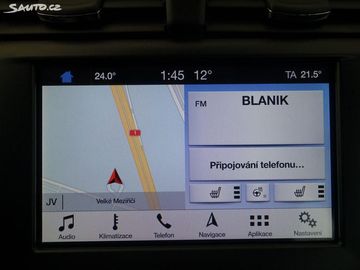 Sauto.cz
24.0° 1:45 12° TA 21.5°
FM BLANIK
1
Připojování telefonu...
JV Velké Meziříčí
Audio Klimatizace Telefon Navigace Aplikace Nastavení